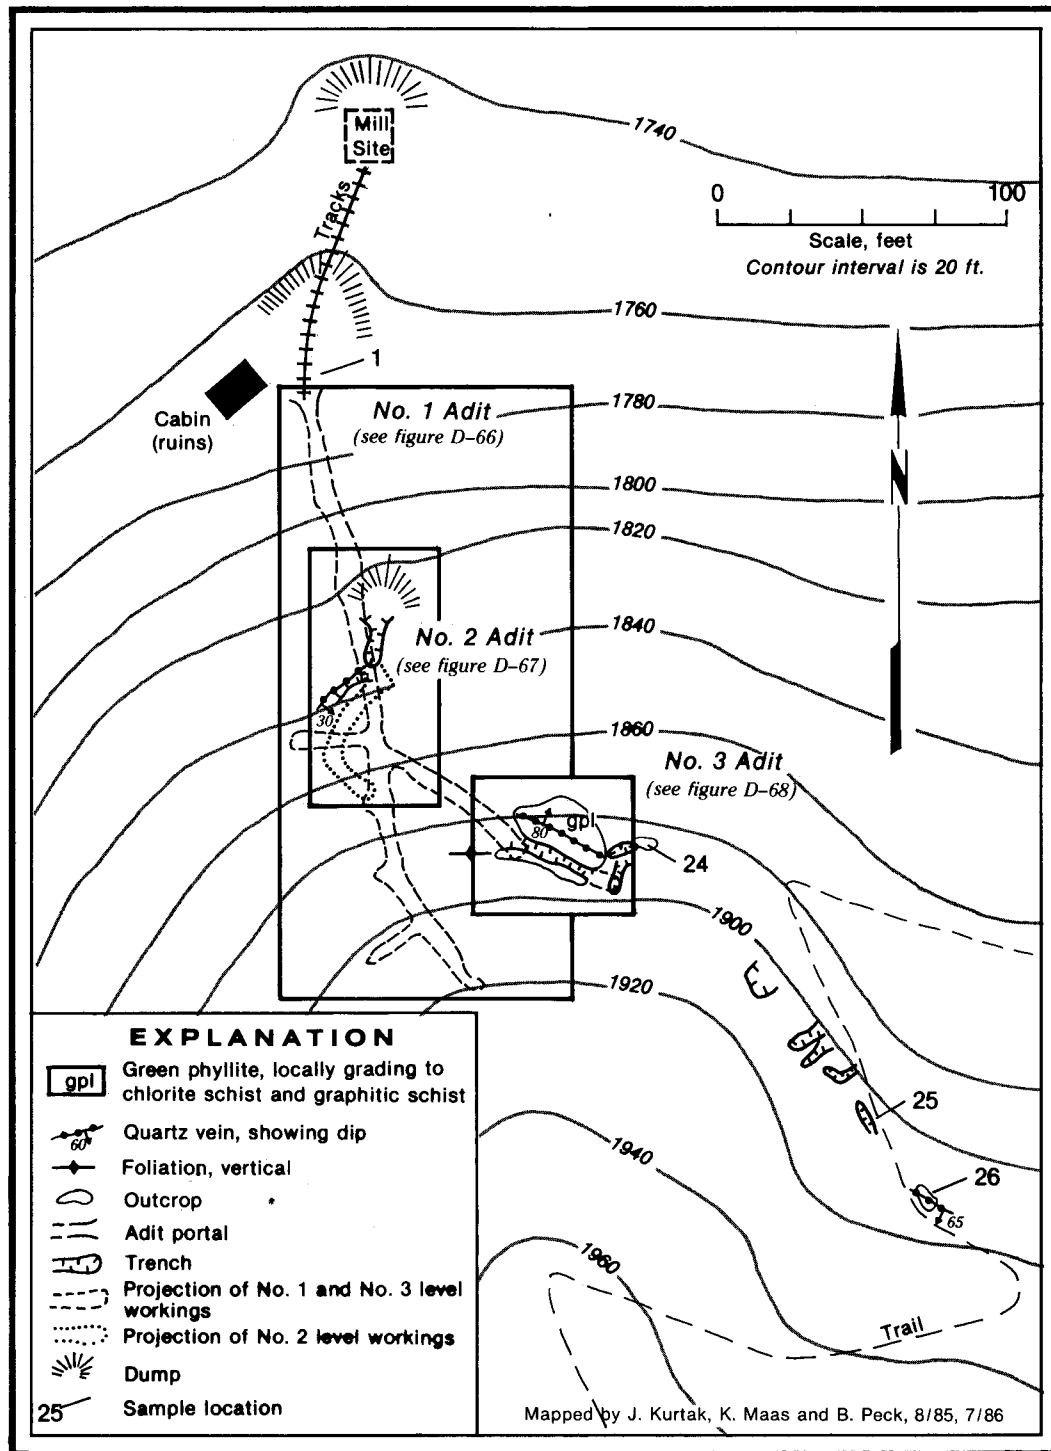 Mill
Site
1740
Tracks
0 100
Scale, feet
Contour interval is 20 ft.
1760
1
Cabin
(ruins)
No. 1 Adit
(see figure D-66)
1780
N
1800
1820
No. 2 Adit
(see figure D-67)
1840
30
1860
No. 3 Adit
(see figure D-68)
gpl
80
24
1900
1920
EXPLANATION
gpl
Green phyllite, locally grading to
chlorite schist and graphitic schist
60
Quartz vein, showing dip
Foliation, vertical
Outcrop
Adit portal
Trench
Projection of No. 1 and No. 3 level
workings
Projection of No. 2 level workings
Dump
25
Sample location
25
1940
26
65
1960
Trail
Mapped by J. Kurtak, K. Maas and B. Peck, 8/85, 7/86